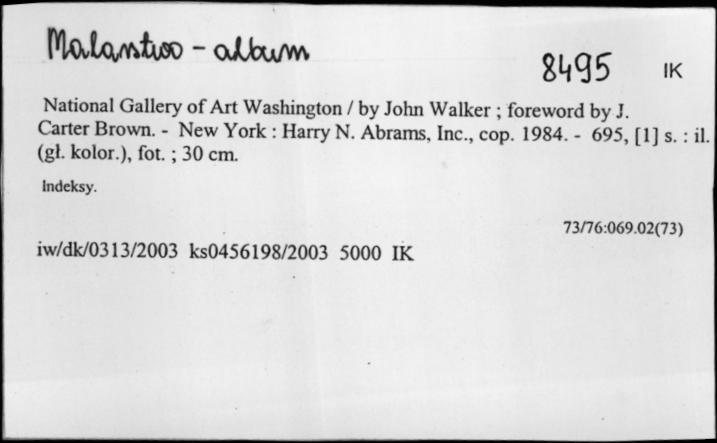 Malarstwo - album
8495 IK
National Gallery of Art Washington / by John Walker ; foreword by J.
Carter Brown. - New York : Harry N. Abrams, Inc., cop. 1984. - 695, [1] s. : il.
(gł. kolor.), fot. ; 30 cm.
Indeksy.
73/76:069.02(73)
iw/dk/0313/2003 ks0456198/2003 5000 IK